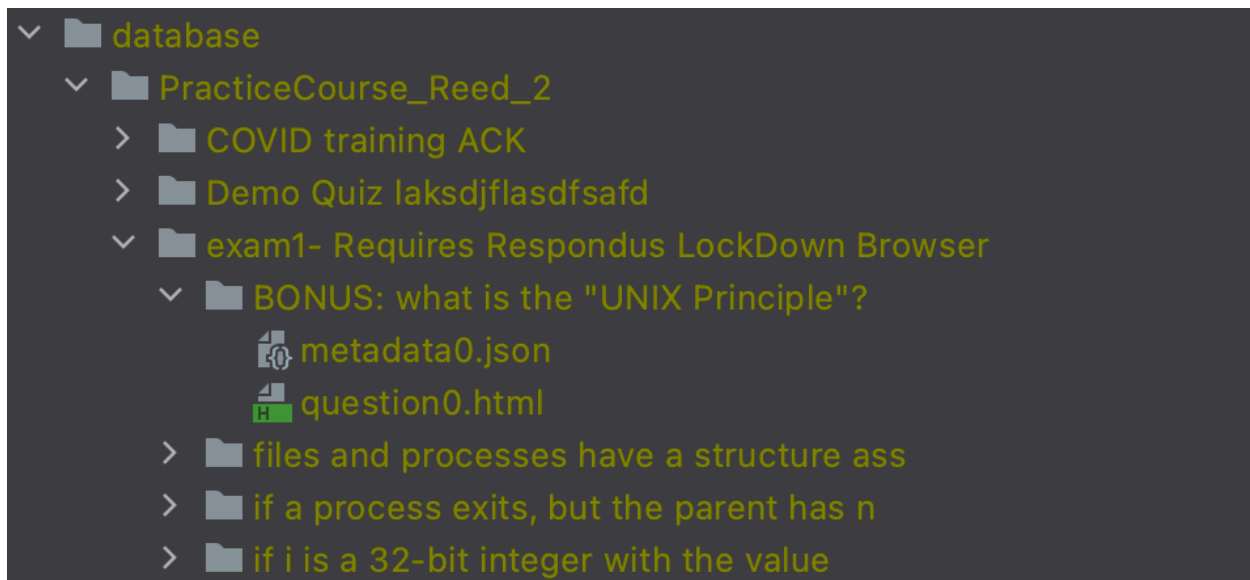 database
PracticeCourse_Reed_2
COVID training ACK
Demo Quiz laksdjflasdfsafd
exam1- Requires Respondus LockDown Browser
BONUS: what is the "UNIX Principle"?
metadata0.json
question0.html
files and processes have a structure ass
if a process exits, but the parent has n
if i is a 32-bit integer with the value